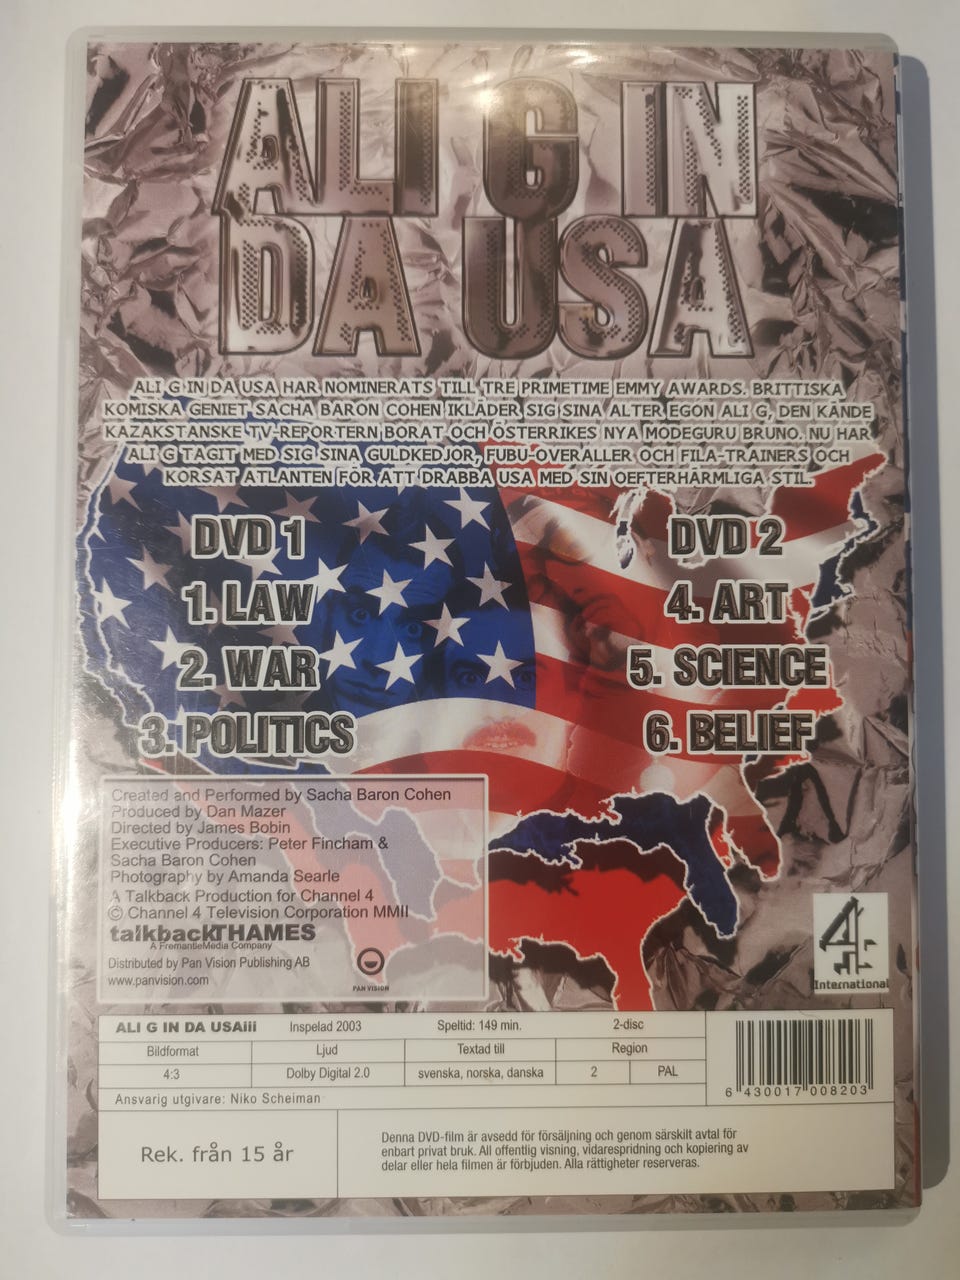 ALI G IN
DA USA
ALI G IN DA USA HAR NOMINERATS TILL TRE PRIMETIME EMMY AWARDS. BRITTISKA
KOMISKA GENIET SACHA BARON COHEN IKLÄDER SIG SINA ALTER EGON ALI G, DEN KÄNDE
KAZAKSTANSKE TV-REPORTERN BORAT OCH ÖSTERRIKES NYA MODEGURU BRUNO. NU HAR
ALI G TAGIT MED SIG SINA GULDKEDJOR, FUBU-OVERALLER OCH FILA-TRAINERS OCH
KORSAT ATLANTEN FÖR ATT DRABBA USA MED SIN OEFTERHÄRMLIGA STIL.
DVD 1
1. LAW
2. WAR
3. POLITICS
DVD 2
4. ART
5. SCIENCE
6. BELIEF
Created and Performed by Sacha Baron Cohen
Produced by Dan Mazer
Directed by James Bobin
Executive Producers: Peter Fincham &
Sacha Baron Cohen
Photography by Amanda Searle
A Talkback Production for Channel 4
© Channel 4 Television Corporation MMII
talkbackTHAMES
A FremantleMedia Company
Distributed by Pan Vision Publishing AB
www.panvision.com
PAN VISION
4
International
ALI G IN DA USAiii Inspelad 2003 Speltid: 149 min. 2-disc
Bildformat Ljud Textad till Region
4:3 Dolby Digital 2.0 svenska, norska, danska 2 PAL
Ansvarig utgivare: Niko Scheiman
6 430017 008203
Rek. från 15 år
Denna DVD-film är avsedd för försäljning och genom särskilt avtal för
enbart privat bruk. All offentlig visning, vidarespridning och kopiering av
delar eller hela filmen är förbjuden. Alla rättigheter reserveras.